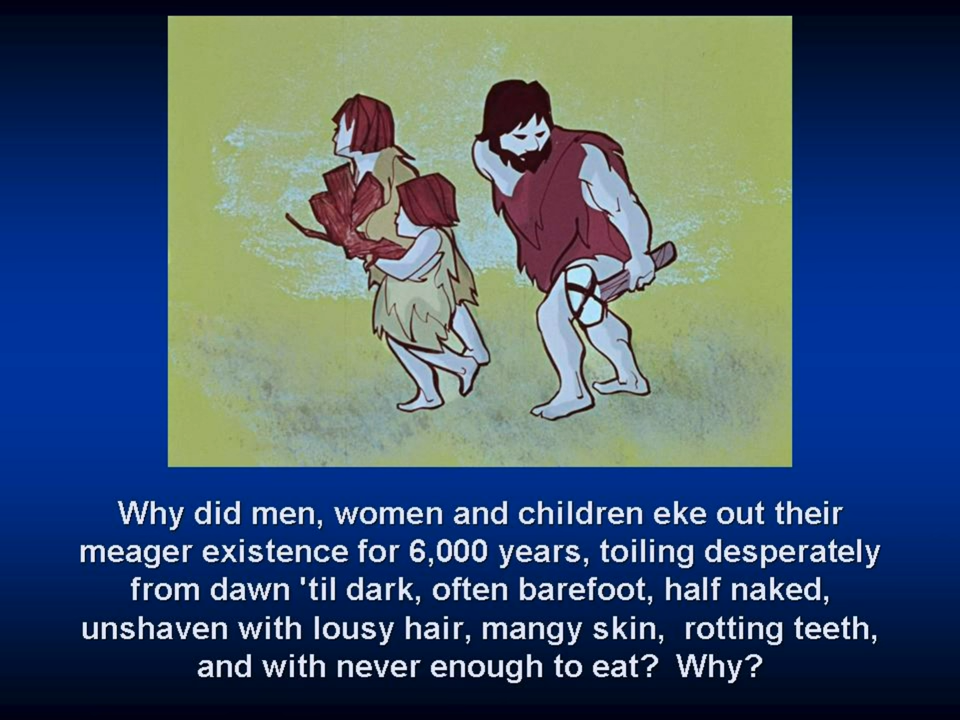 Why did men, women and children eke out their
meager existence for 6,000 years, toiling desperately
from dawn 'til dark, often barefoot, half naked,
unshaven with lousy hair, mangy skin,  rotting teeth,
and with never enough to eat?  Why?